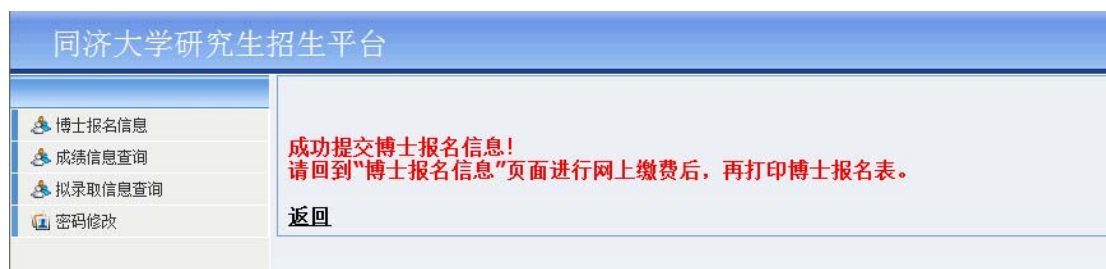 同济大学研究生招生平台
博士报名信息
成绩信息查询
拟录取信息查询
密码修改
成功提交博士报名信息！
请回到“博士报名信息”页面进行网上缴费后，再打印博士报名表。
返回